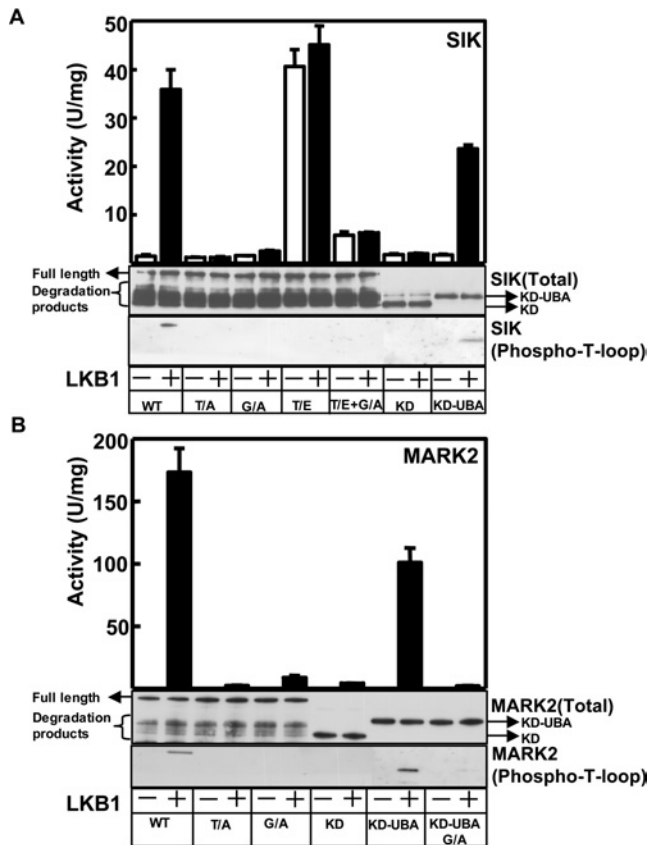 A
SIK
Activity (U/mg)
50
40
30
20
10
Full length
Degradation
products
SIK(Total)
KD-UBA
KD
SIK
(Phospho-T-loop)
LKB1 − + − + − + − + − + − + − +
WT T/A G/A T/E T/E+G/A KD KD-UBA
B
MARK2
Activity (U/mg)
200
150
100
50
Full length
Degradation
products
MARK2(Total)
KD-UBA
KD
MARK2
(Phospho-T-loop)
LKB1 − + − + − + − + − + − +
WT T/A G/A KD KD-UBA KD-UBA
G/A